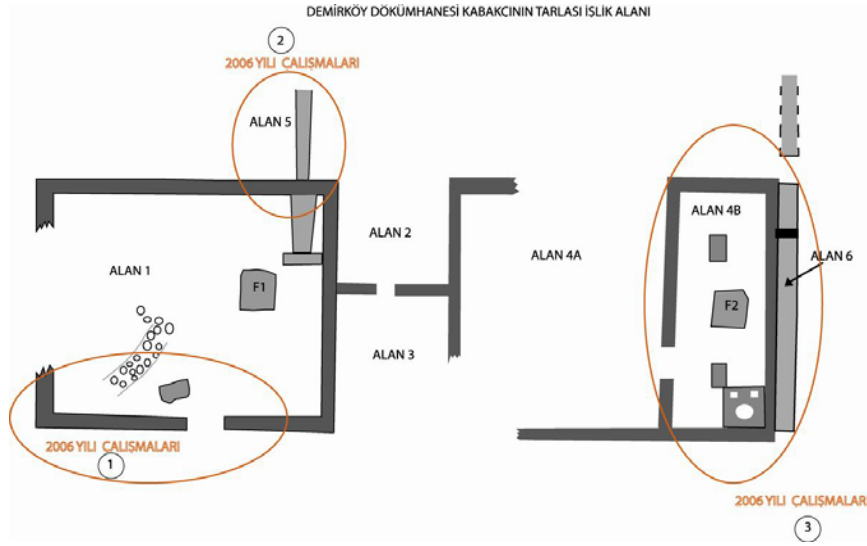 DEMİRKÖY DÖKÜMHANESİ KABAKCININ TARLASI İŞLİK ALANI
2
2006 YILI ÇALIŞMALARI
ALAN 5
ALAN 4B
ALAN 2
ALAN 1
ALAN 4A
ALAN 6
F1
F2
ALAN 3
2006 YILI ÇALIŞMALARI
1
2006 YILI ÇALIŞMALARI
3